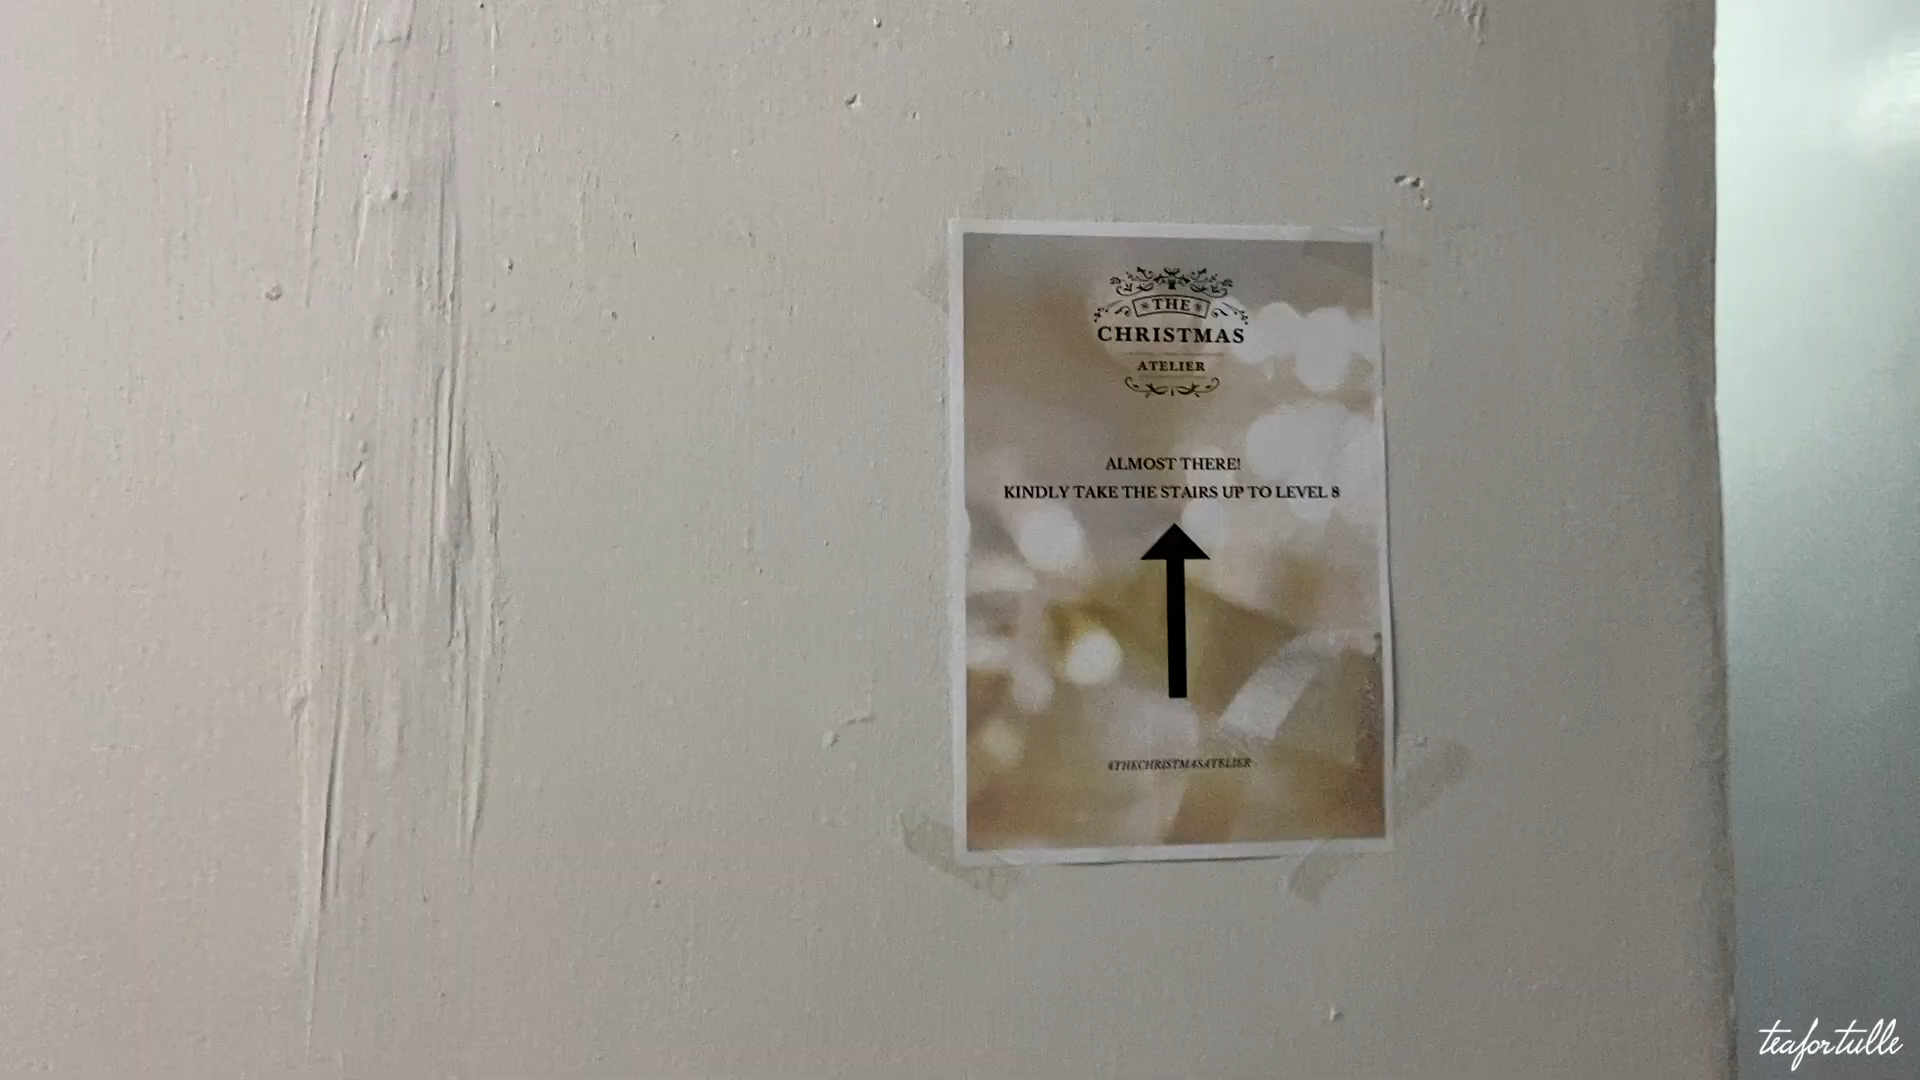 THE
CHRISTMAS
ATELIER
ALMOST THERE!
KINDLY TAKE THE STAIRS UP TO LEVEL 8
#THECHRISTMASATELIER
teafortulle